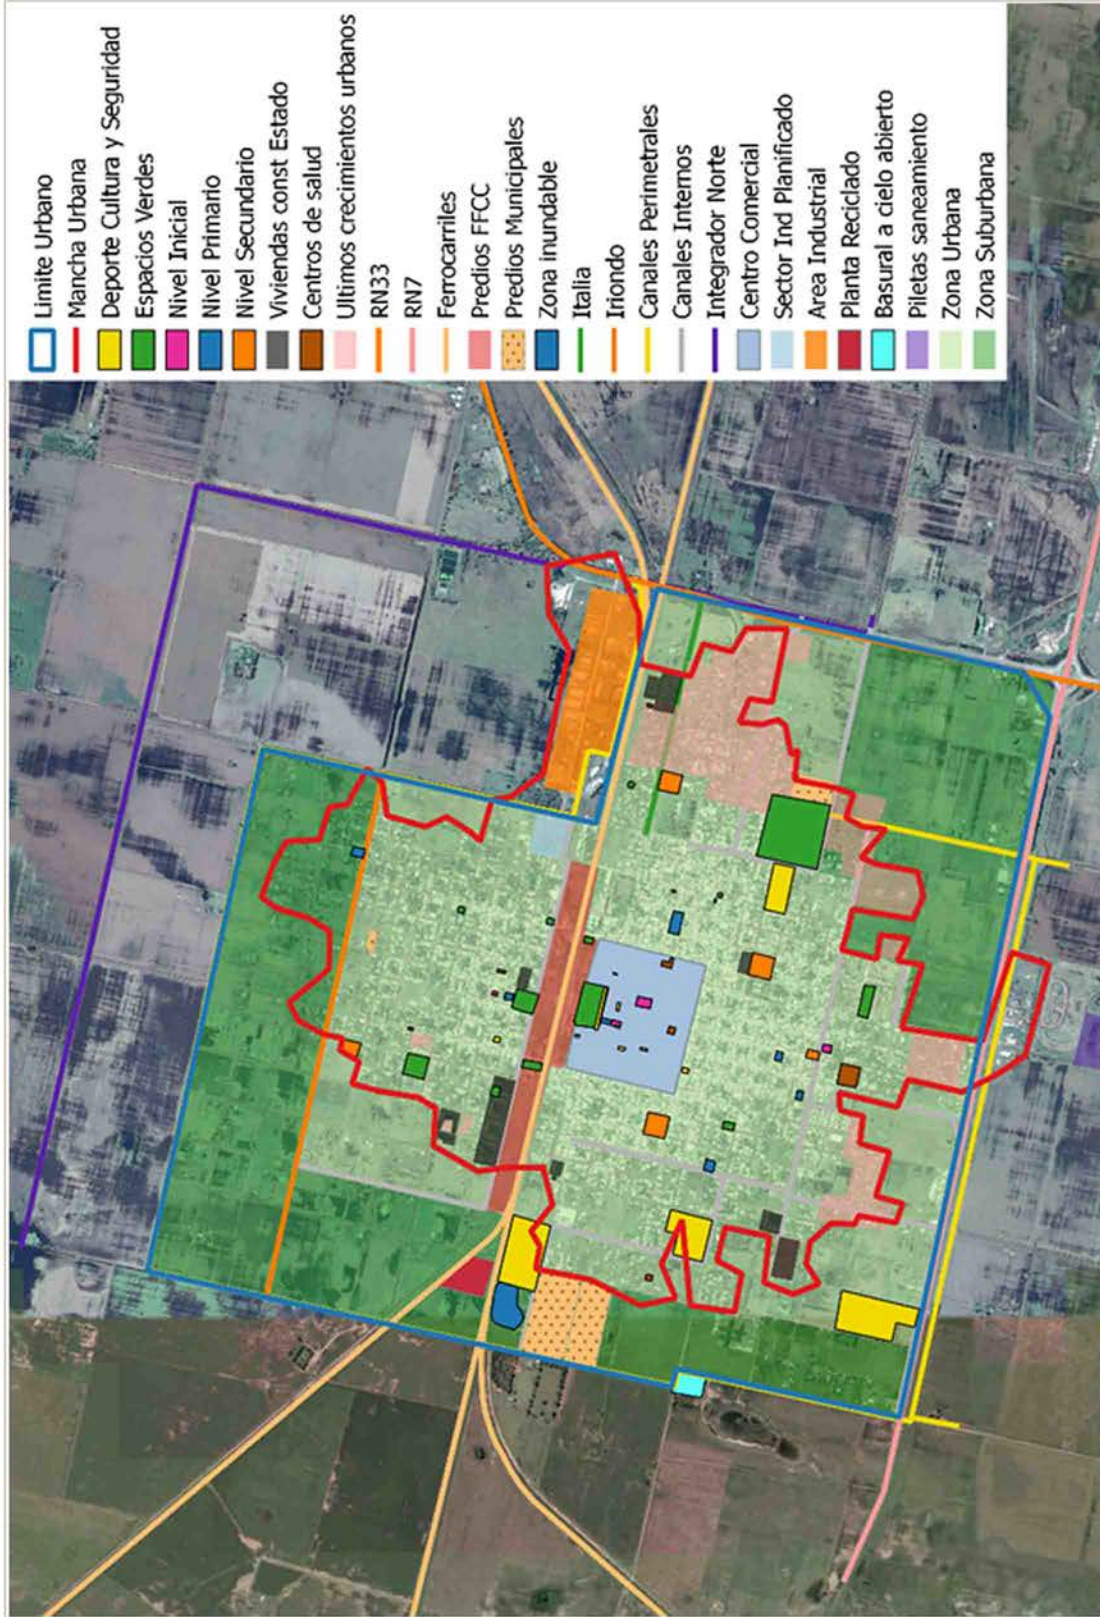 Limite Urbano
Mancha Urbana
Deporte Cultura y Seguridad
Espacios Verdes
Nivel Inicial
Nivel Primario
Nivel Secundario
Viviendas const Estado
Centros de salud
Ultimos crecimientos urbanos
RN33
RN7
Ferrocarriles
Predios FFCC
Predios Municipales
Zona inundable
Italia
Iriondo
Canales Perimetrales
Canales Internos
Integrador Norte
Centro Comercial
Sector Ind Planificado
Area Industrial
Planta Reciclado
Basural a cielo abierto
Piletas saneamiento
Zona Urbana
Zona Suburbana